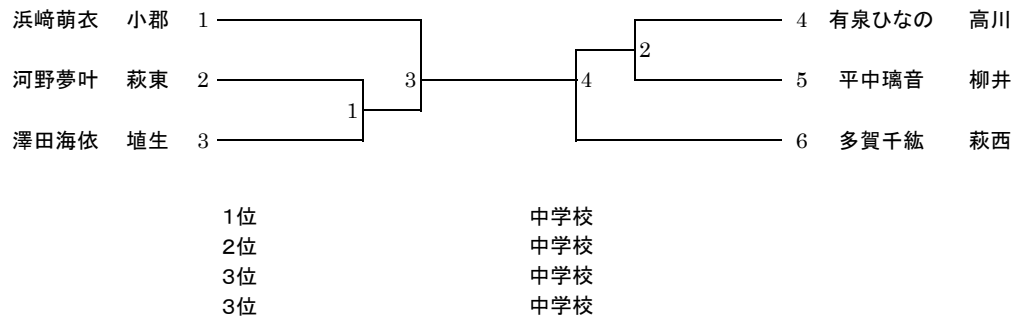 浜﨑萌衣 小郡 1 4 有泉ひなの 高川
3 4 2
河野夢叶 萩東 2 5 平中璃音 柳井
1
澤田海依 埴生 3 6 多賀千紘 萩西
1位 中学校
2位 中学校
3位 中学校
3位 中学校